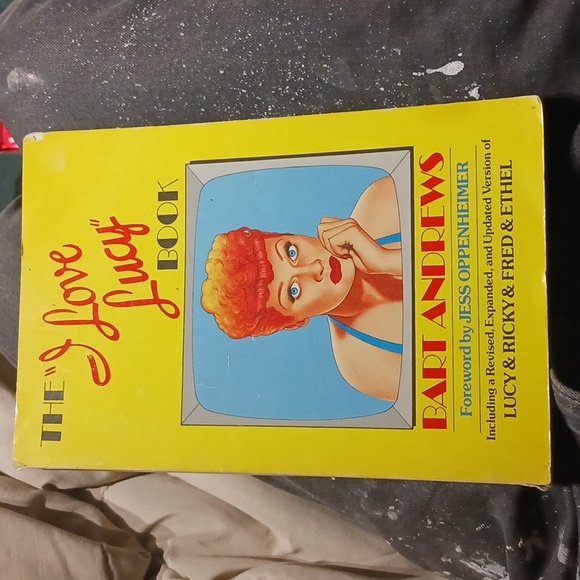 THE
"I Love
Lucy"
BOOK
BART ANDREWS
Foreword by JESS OPPENHEIMER
Including a Revised, Expanded, and Updated Version of
LUCY & RICKY & FRED & ETHEL